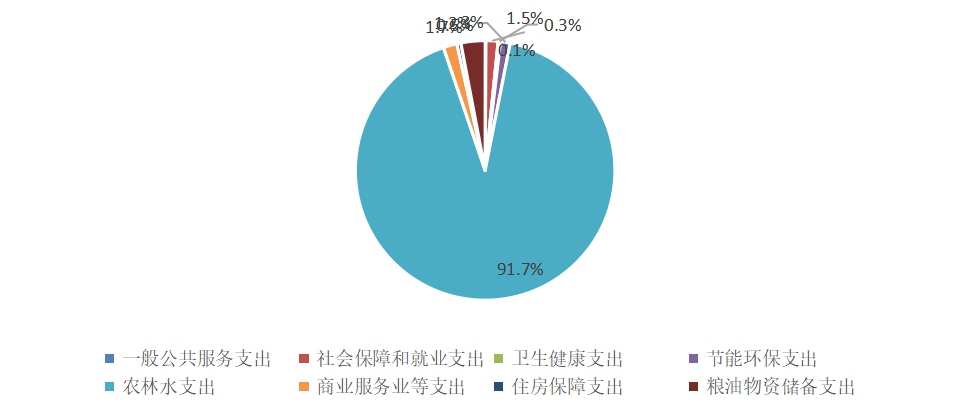 1.5%
0.3%
0.1%
91.7%
一般公共服务支出 社会保障和就业支出 卫生健康支出 节能环保支出
农林水支出 商业服务业等支出 住房保障支出 粮油物资储备支出